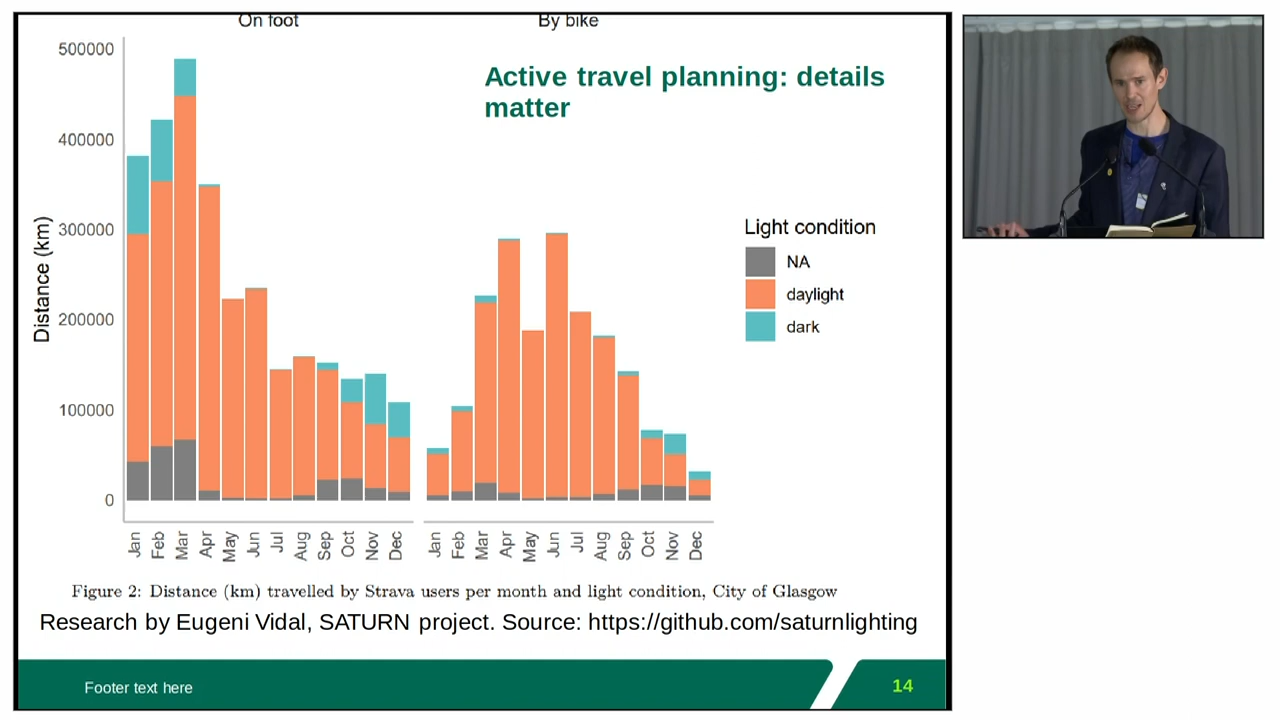 On foot
By bike
Active travel planning: details
matter
Distance (km)
500000
400000
300000
200000
100000
0
Jan Feb Mar Apr May Jun Jul Aug Sep Oct Nov Dec
Jan Feb Mar Apr May Jun Jul Aug Sep Oct Nov Dec
Light condition
NA
daylight
dark
Figure 2: Distance (km) travelled by Strava users per month and light condition, City of Glasgow
Research by Eugeni Vidal, SATURN project. Source: https://github.com/saturnlighting
Footer text here
14